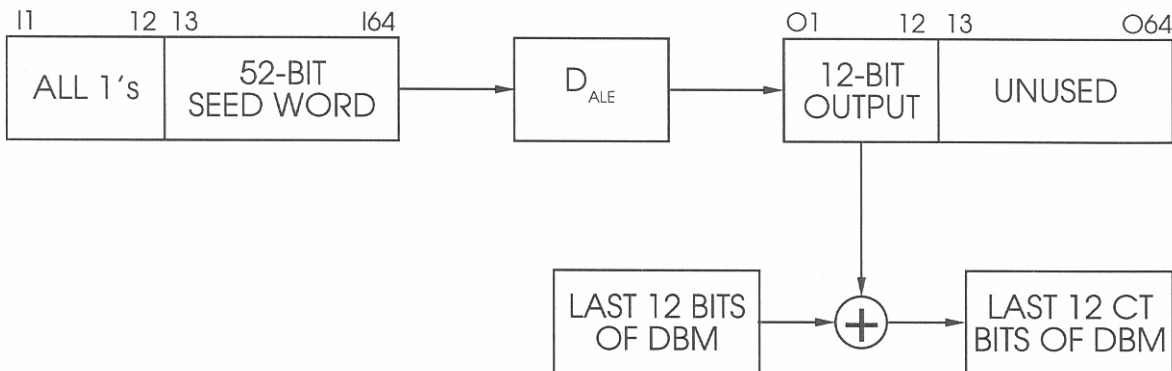 I1 12 13 I64
ALL 1's
52-BIT
SEED WORD
D ALE
O1 12 13 O64
12-BIT
OUTPUT
UNUSED
LAST 12 BITS
OF DBM
+
LAST 12 CT
BITS OF DBM